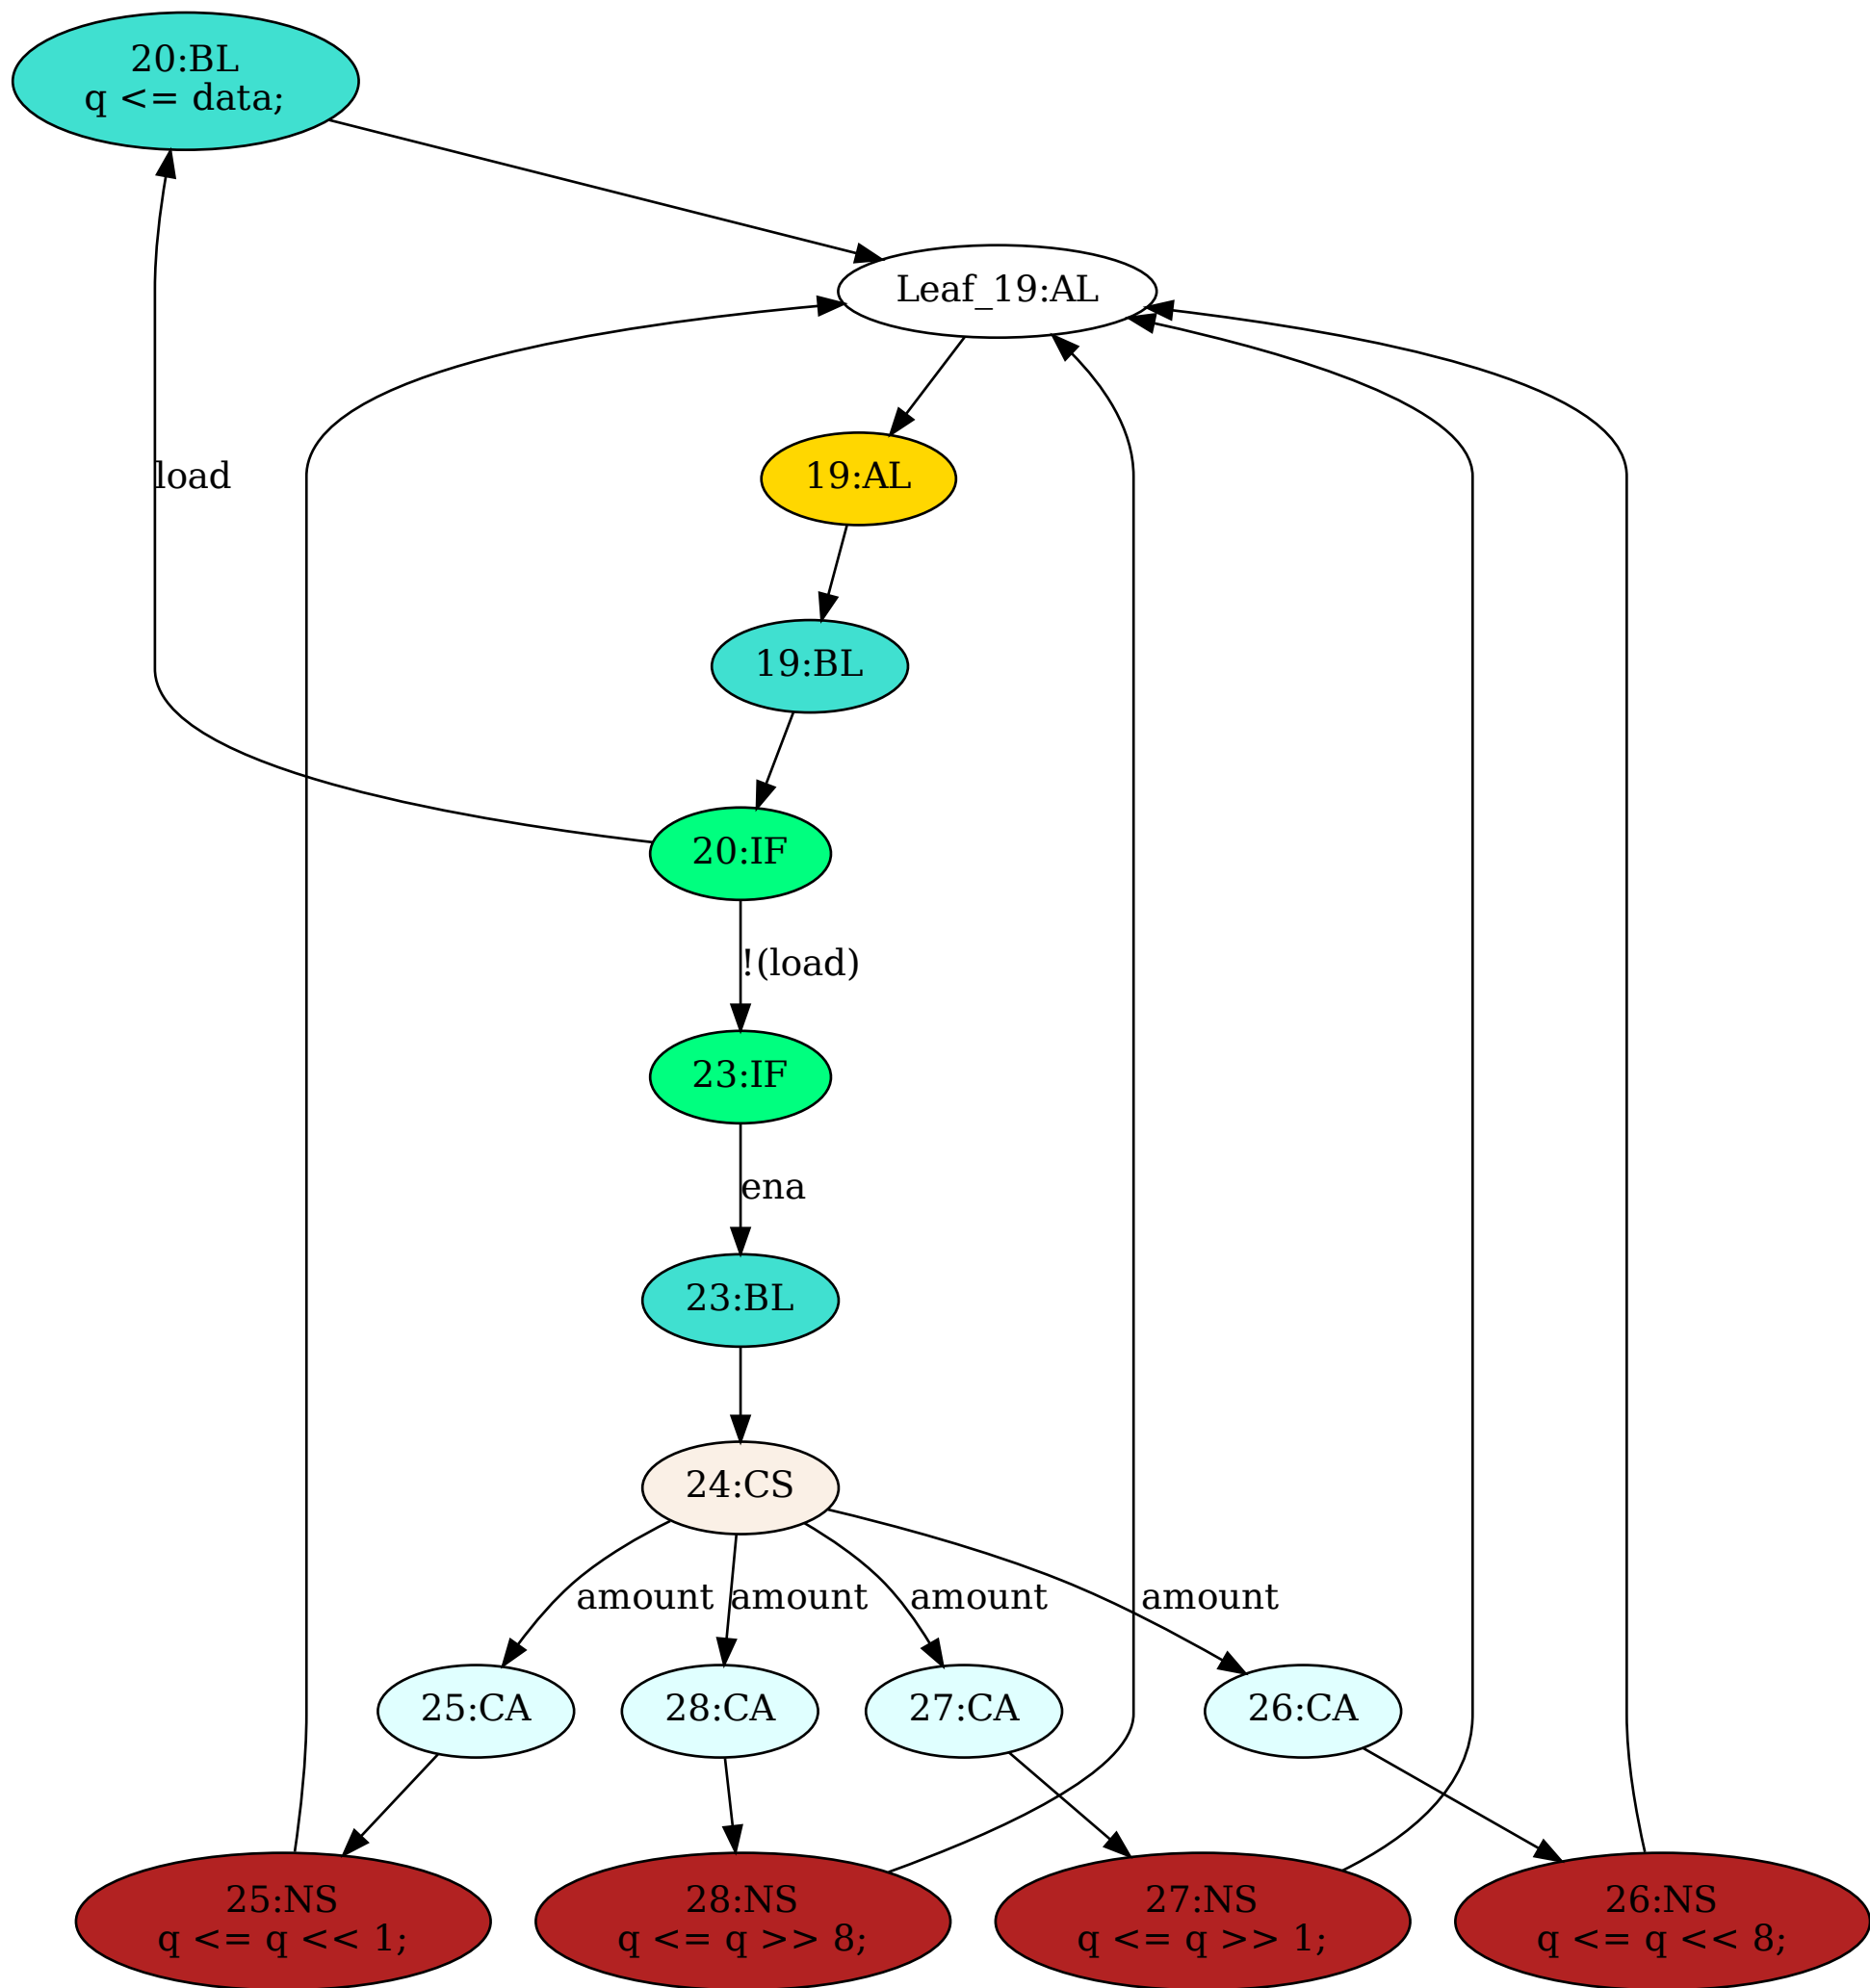 20:BL
q <= data;
Leaf_19:AL
load
19:AL
19:BL
20:IF
!(load)
23:IF
ena
23:BL
24:CS
amount
amount
amount
amount
25:CA
28:CA
27:CA
26:CA
25:NS
q <= q << 1;
28:NS
q <= q >> 8;
27:NS
q <= q >> 1;
26:NS
q <= q << 8;